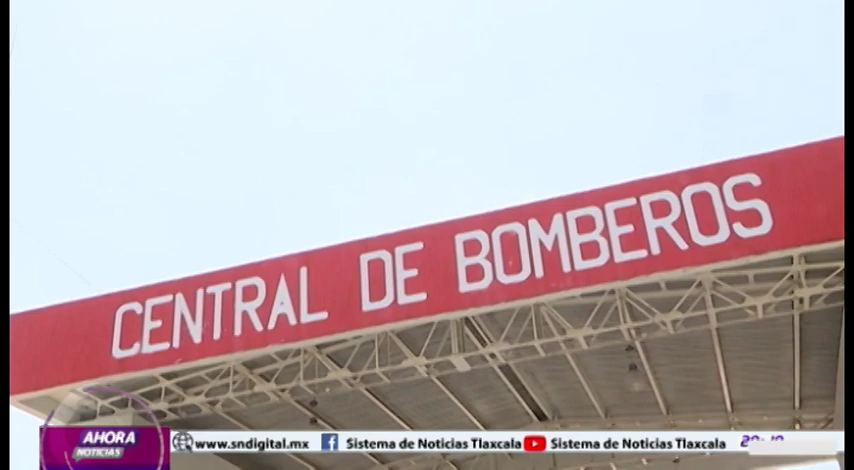 CENTRAL DE BOMBEROS
AHORA
NOTICIAS
www.sndigital.mx Sistema de Noticias Tlaxcala Sistema de Noticias Tlaxcala